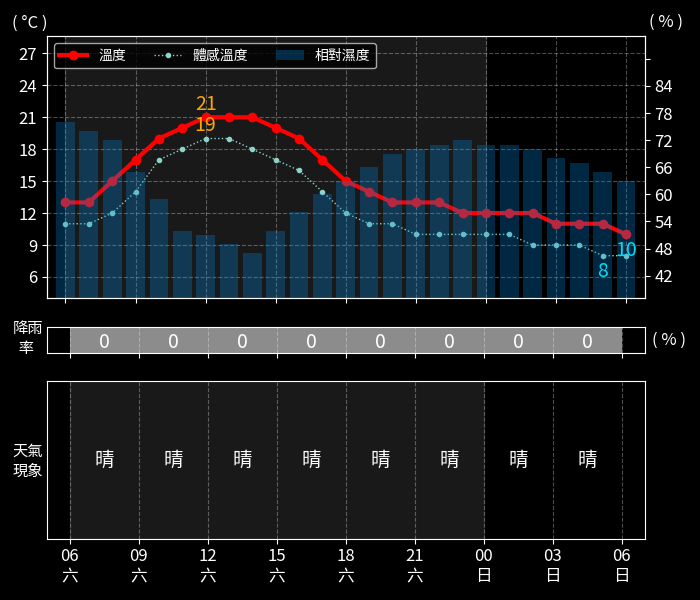 ( °C )
( % )
溫度
體感溫度
相對濕度
27
24
21
18
15
12
9
6
84
78
72
66
60
54
48
42
21
19
10
8
降雨率
0 0 0 0 0 0 0 0
( % )
天氣現象
晴 晴 晴 晴 晴 晴 晴 晴
06 09 12 15 18 21 00 03 06
六 六 六 六 六 六 日 日 日